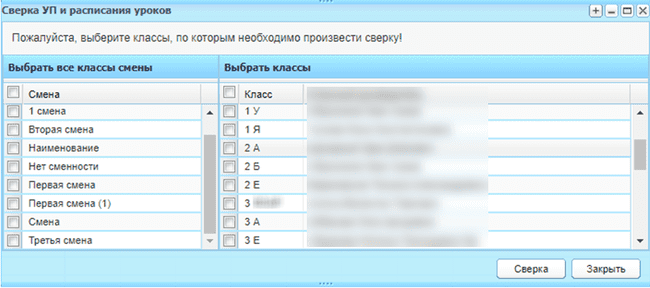 Сверка УП и расписания уроков
Пожалуйста, выберите классы, по которым необходимо произвести сверку!
Выбрать все классы смены
Выбрать классы
Смена
Класс
1 смена
1 У
Вторая смена
1 Я
Наименование
2 А
Нет сменности
2 Б
Первая смена
2 Е
Первая смена (1)
3
Смена
3 А
Третья смена
3 Е
Сверка
Закрыть